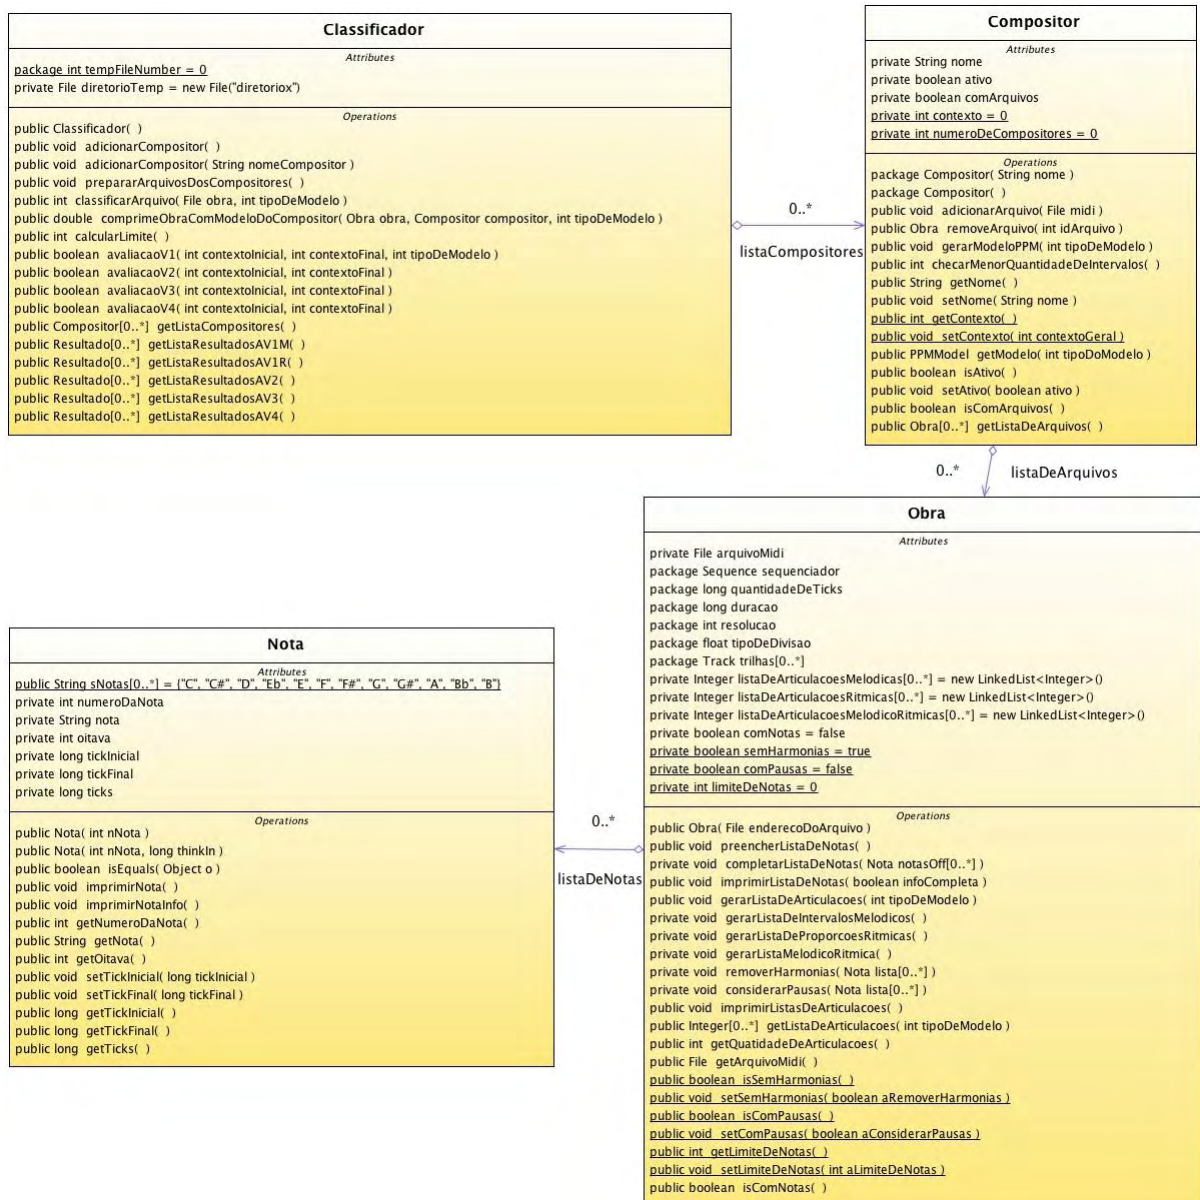 Classificador
Attributes
package int tempFileNumber = 0
private File diretorioTemp = new File("diretoriox")
Operations
public Classificador( )
public void adicionarCompositor( )
public void adicionarCompositor( String nomeCompositor )
public void prepararArquivosDosCompositores( )
public int classificarArquivo( File obra, int tipoDeModelo )
public double comprimeObraComModeloDoCompositor( Obra obra, Compositor compositor, int tipoDeModelo )
public int calcularLimite( )
public boolean avaliacaoV1( int contextoInicial, int contextoFinal, int tipoDeModelo )
public boolean avaliacaoV2( int contextoInicial, int contextoFinal )
public boolean avaliacaoV3( int contextoInicial, int contextoFinal )
public boolean avaliacaoV4( int contextoInicial, int contextoFinal )
public Compositor[0..*] getListaCompositores( )
public Resultado[0..*] getListaResultadosAV1M( )
public Resultado[0..*] getListaResultadosAV1R( )
public Resultado[0..*] getListaResultadosAV2( )
public Resultado[0..*] getListaResultadosAV3( )
public Resultado[0..*] getListaResultadosAV4( )
0..*
listaCompositores
Compositor
Attributes
private String nome
private boolean ativo
private boolean comArquivos
private int contexto = 0
private int numeroDeCompositores = 0
Operations
package Compositor( String nome )
package Compositor( )
public void adicionarArquivo( File midi )
public Obra removeArquivo( int idArquivo )
public void gerarModeloPPM( int tipoDeModelo )
public int checarMenorQuantidadeDeIntervalos( )
public String getNome( )
public void setNome( String nome )
public int getContexto( )
public void setContexto( int contextoGeral )
public PPMModel getModelo( int tipoDoModelo )
public boolean isAtivo( )
public void setAtivo( boolean ativo )
public boolean isComArquivos( )
public Obra[0..*] getListaDeArquivos( )
0..*
listaDeArquivos
Obra
Attributes
private File arquivoMidi
package Sequence sequenciador
package long quantidadeDeTicks
package long duracao
package int resolucao
package float tipoDeDivisao
package Track trilhas[0..*]
private Integer listaDeArticulacoesMelodicas[0..*] = new LinkedList<Integer>()
private Integer listaDeArticulacoesRitmicas[0..*] = new LinkedList<Integer>()
private Integer listaDeArticulacoesMelodicoRitmicas[0..*] = new LinkedList<Integer>()
private boolean comNotas = false
private boolean semHarmonias = true
private boolean comPausas = false
private int limiteDeNotas = 0
Operations
public Obra( File enderecoDoArquivo )
public void preencherListaDeNotas( )
private void completarListaDeNotas( Nota notasOff[0..*] )
public void imprimirListaDeNotas( boolean infoCompleta )
public void gerarListaDeArticulacoes( int tipoDeModelo )
private void gerarListaDeIntervalosMelodicos( )
private void gerarListaDeProporcoesRitmicas( )
private void gerarListaMelodicoRitmica( )
private void removerHarmonias( Nota lista[0..*] )
private void considerarPausas( Nota lista[0..*] )
public void imprimirListasDeArticulacoes( )
public Integer[0..*] getListaDeArticulacoes( int tipoDeModelo )
public int getQuatidadeDeArticulacoes( )
public File getArquivoMidi( )
public boolean isSemHarmonias( )
public void setSemHarmonias( boolean aRemoverHarmonias )
public boolean isComPausas( )
public void setComPausas( boolean aConsiderarPausas )
public int getLimiteDeNotas( )
public void setLimiteDeNotas( int aLimiteDeNotas )
public boolean isComNotas( )
0..*
listaDeNotas
Nota
Attributes
public String sNotas[0..*] = {"C", "C#", "D", "Eb", "E", "F", "F#", "G", "G#", "A", "Bb", "B"}
private int numeroDaNota
private String nota
private int oitava
private long tickInicial
private long tickFinal
private long ticks
Operations
public Nota( int nNota )
public Nota( int nNota, long thinkIn )
public boolean isEquals( Object o )
public void imprimirNota( )
public void imprimirNotaInfo( )
public int getNumeroDaNota( )
public String getNota( )
public int getOitava( )
public void setTickInicial( long tickInicial )
public void setTickFinal( long tickFinal )
public long getTickInicial( )
public long getTickFinal( )
public long getTicks( )